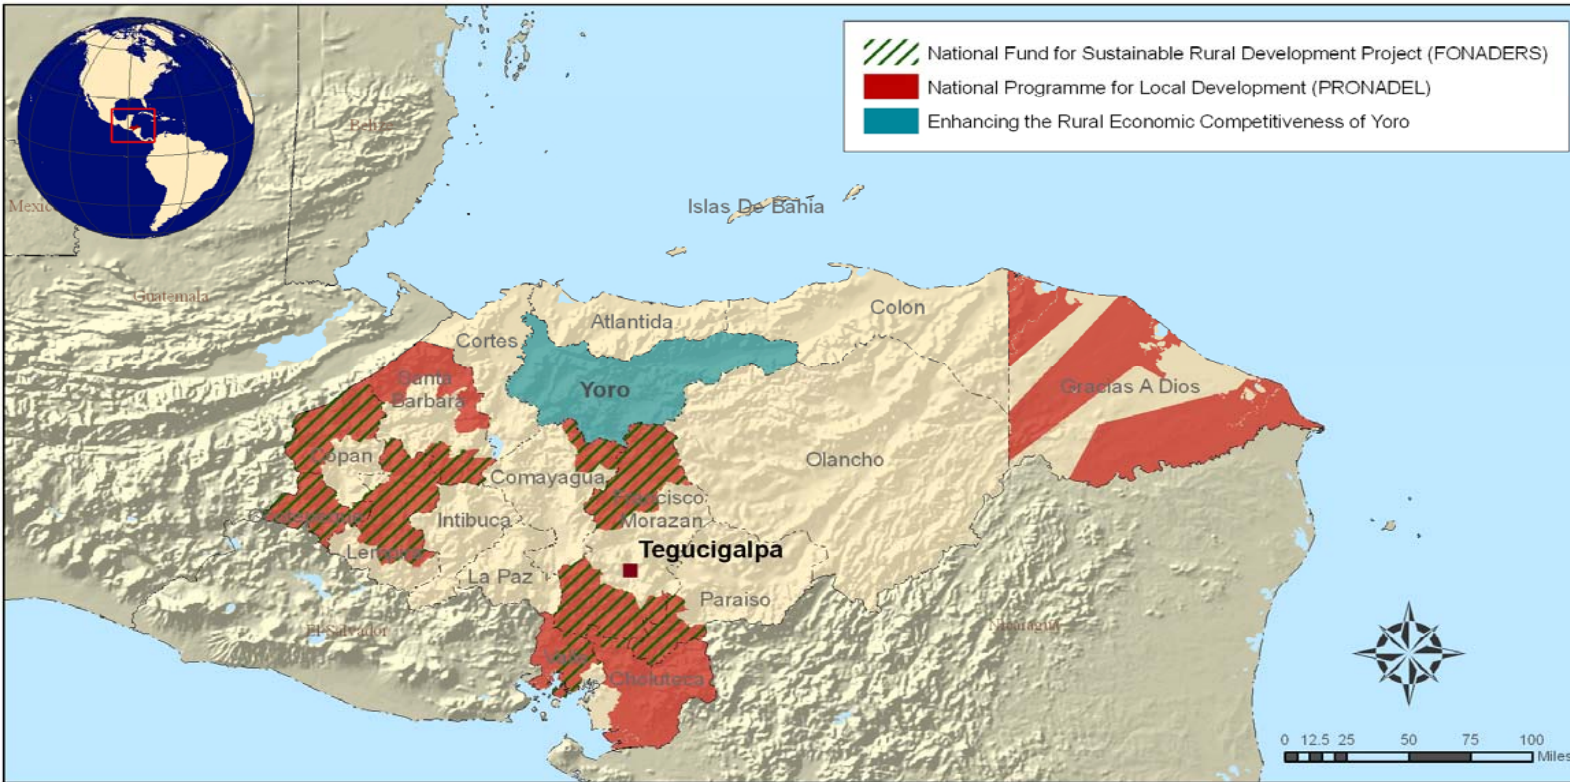 National Fund for Sustainable Rural Development Project (FONADERS)
National Programme for Local Development (PRONADEL)
Enhancing the Rural Economic Competitiveness of Yoro
Belize
Mexico
Islas De Bahia
Guatemala
Colon
Atlantida
Cortes
Santa
Barbara
Yoro
Gracias A Dios
Copan
Olancho
Comayagua
Francisco
Morazan
Intibuca
Lempira
Tegucigalpa
La Paz
Paraiso
El Salvador
Nicaragua
Valle
Choluteca
0 12.5 25 50 75 100
Miles